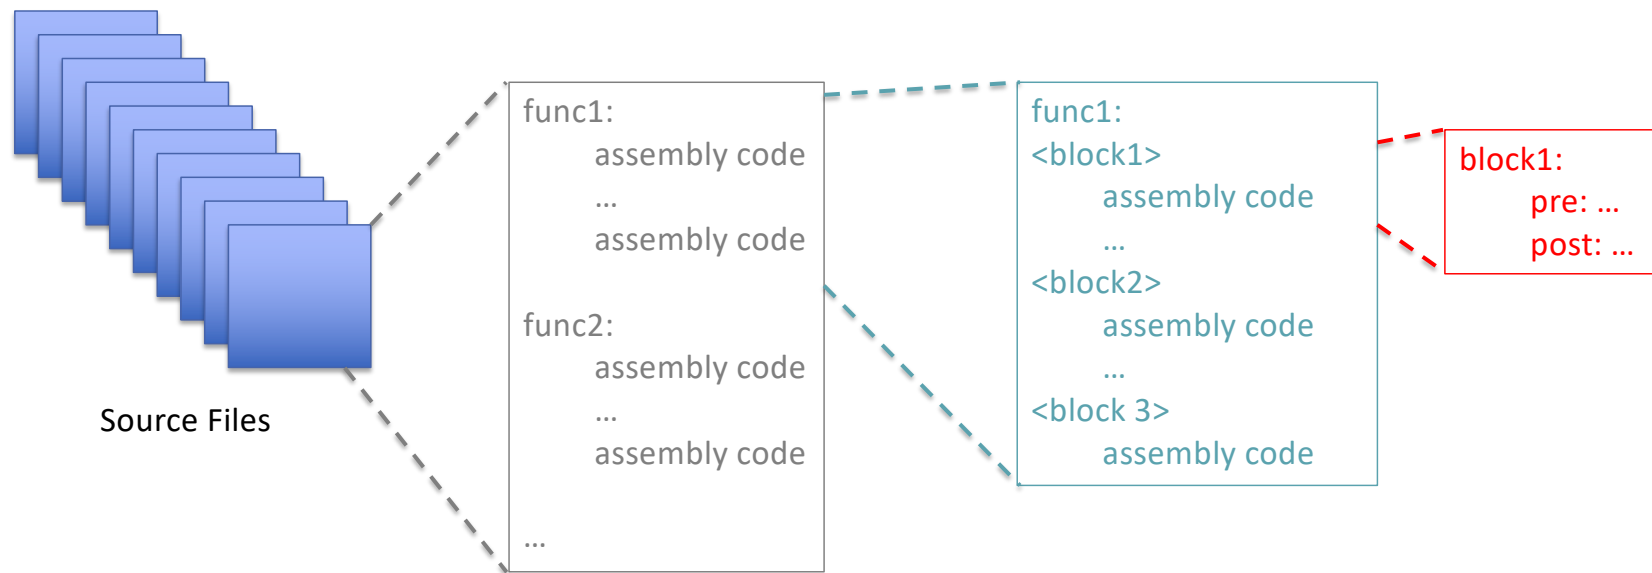 Source Files
func1:
assembly code
...
assembly code
func2:
assembly code
...
assembly code
...
func1:
<block1>
assembly code
...
<block2>
assembly code
...
<block 3>
assembly code
block1:
pre: ...
post: ...